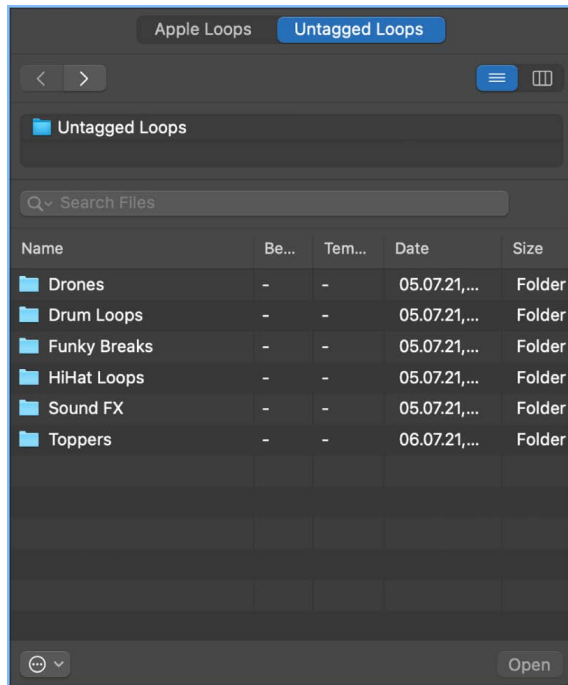 Apple Loops Untagged Loops
Untagged Loops
Search Files
Name Be... Tem... Date Size
Drones - - 05.07.21,... Folder
Drum Loops - - 05.07.21,... Folder
Funky Breaks - - 05.07.21,... Folder
HiHat Loops - - 05.07.21,... Folder
Sound FX - - 05.07.21,... Folder
Toppers - - 06.07.21,... Folder
Open